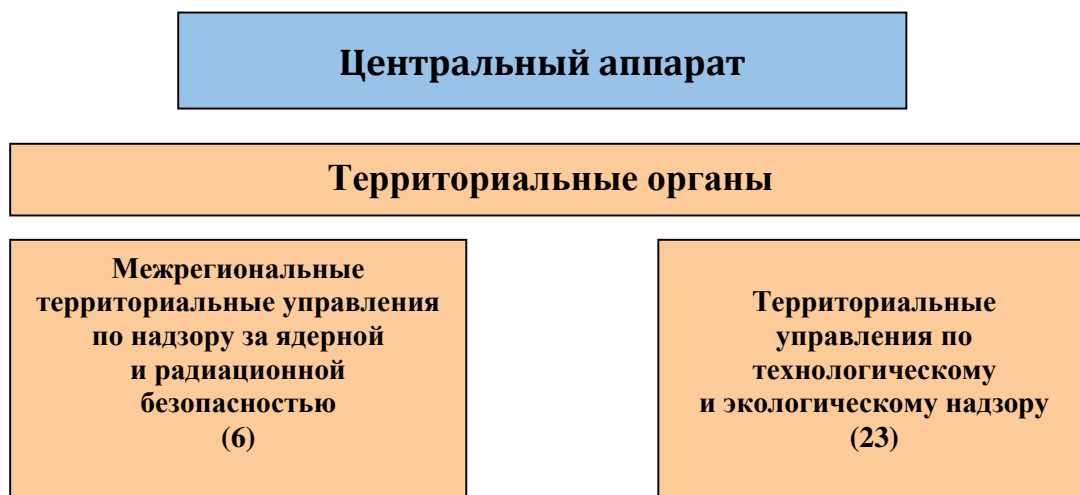 Центральный аппарат
Территориальные органы
Межрегиональные
территориальные управления
по надзору за ядерной
и радиационной
безопасностью
(6)
Территориальные
управления по
технологическому
и экологическому надзору
(23)